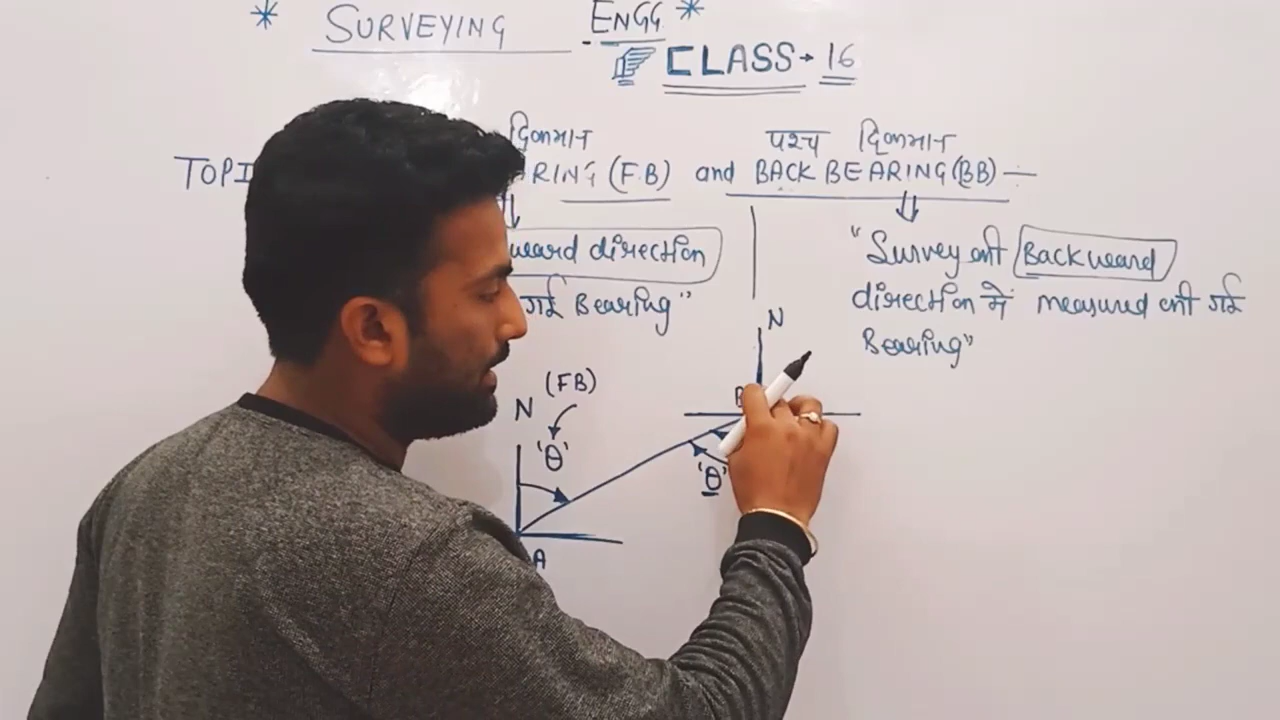 * SURVEYING ENGG *
CLASS → 16
दिक्मान पश्च दिक्मान
TOPI RING (F.B) and BACK BEARING (BB) —
ward direction
गई Bearing"
"Survey की Backward
direction में measured की गई
Bearing"
N
(FB)
N
'θ'
B
'θ'
A